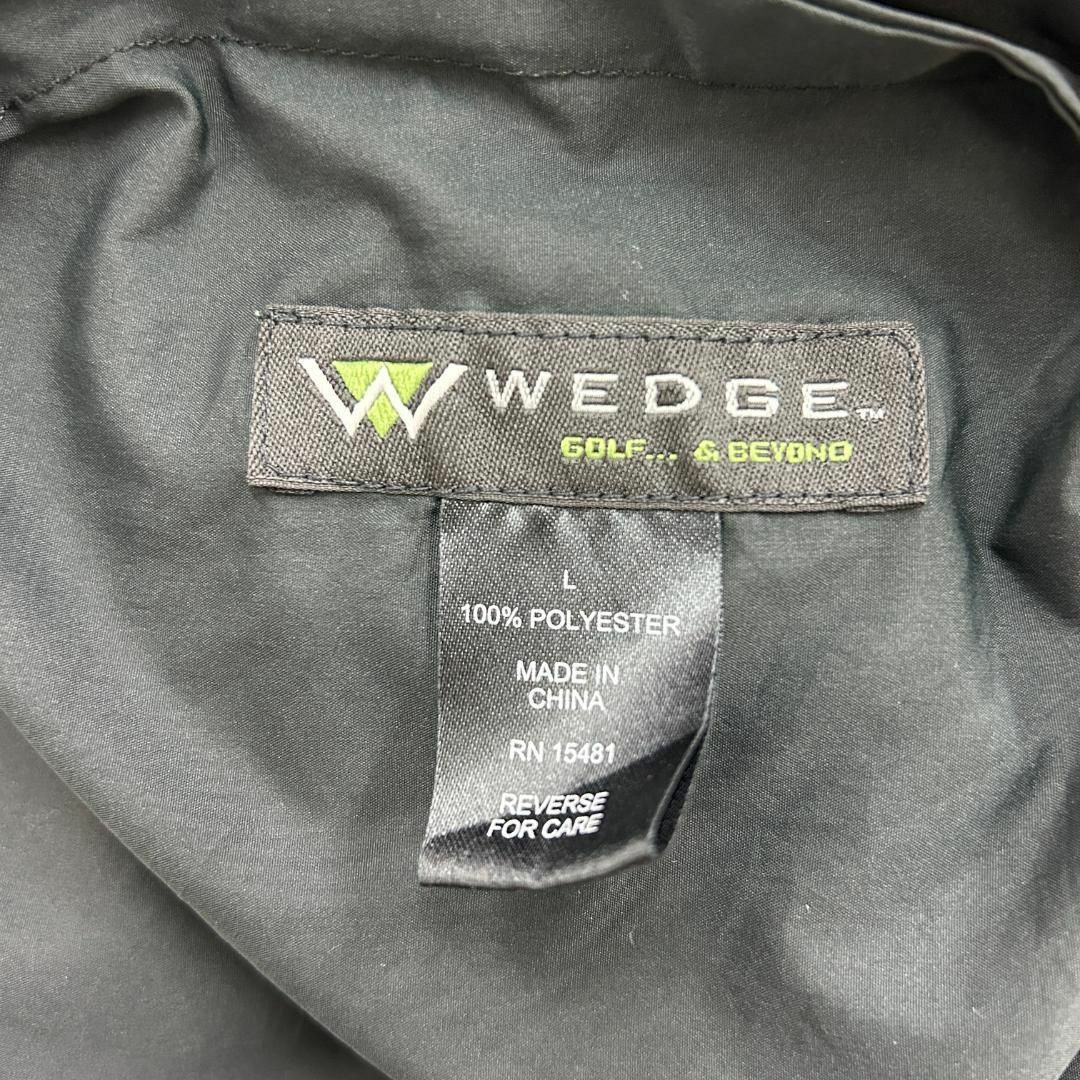 W WEDGE™
GOLF... & BEYOND
L
100% POLYESTER
MADE IN
CHINA
RN 15481
REVERSE
FOR CARE